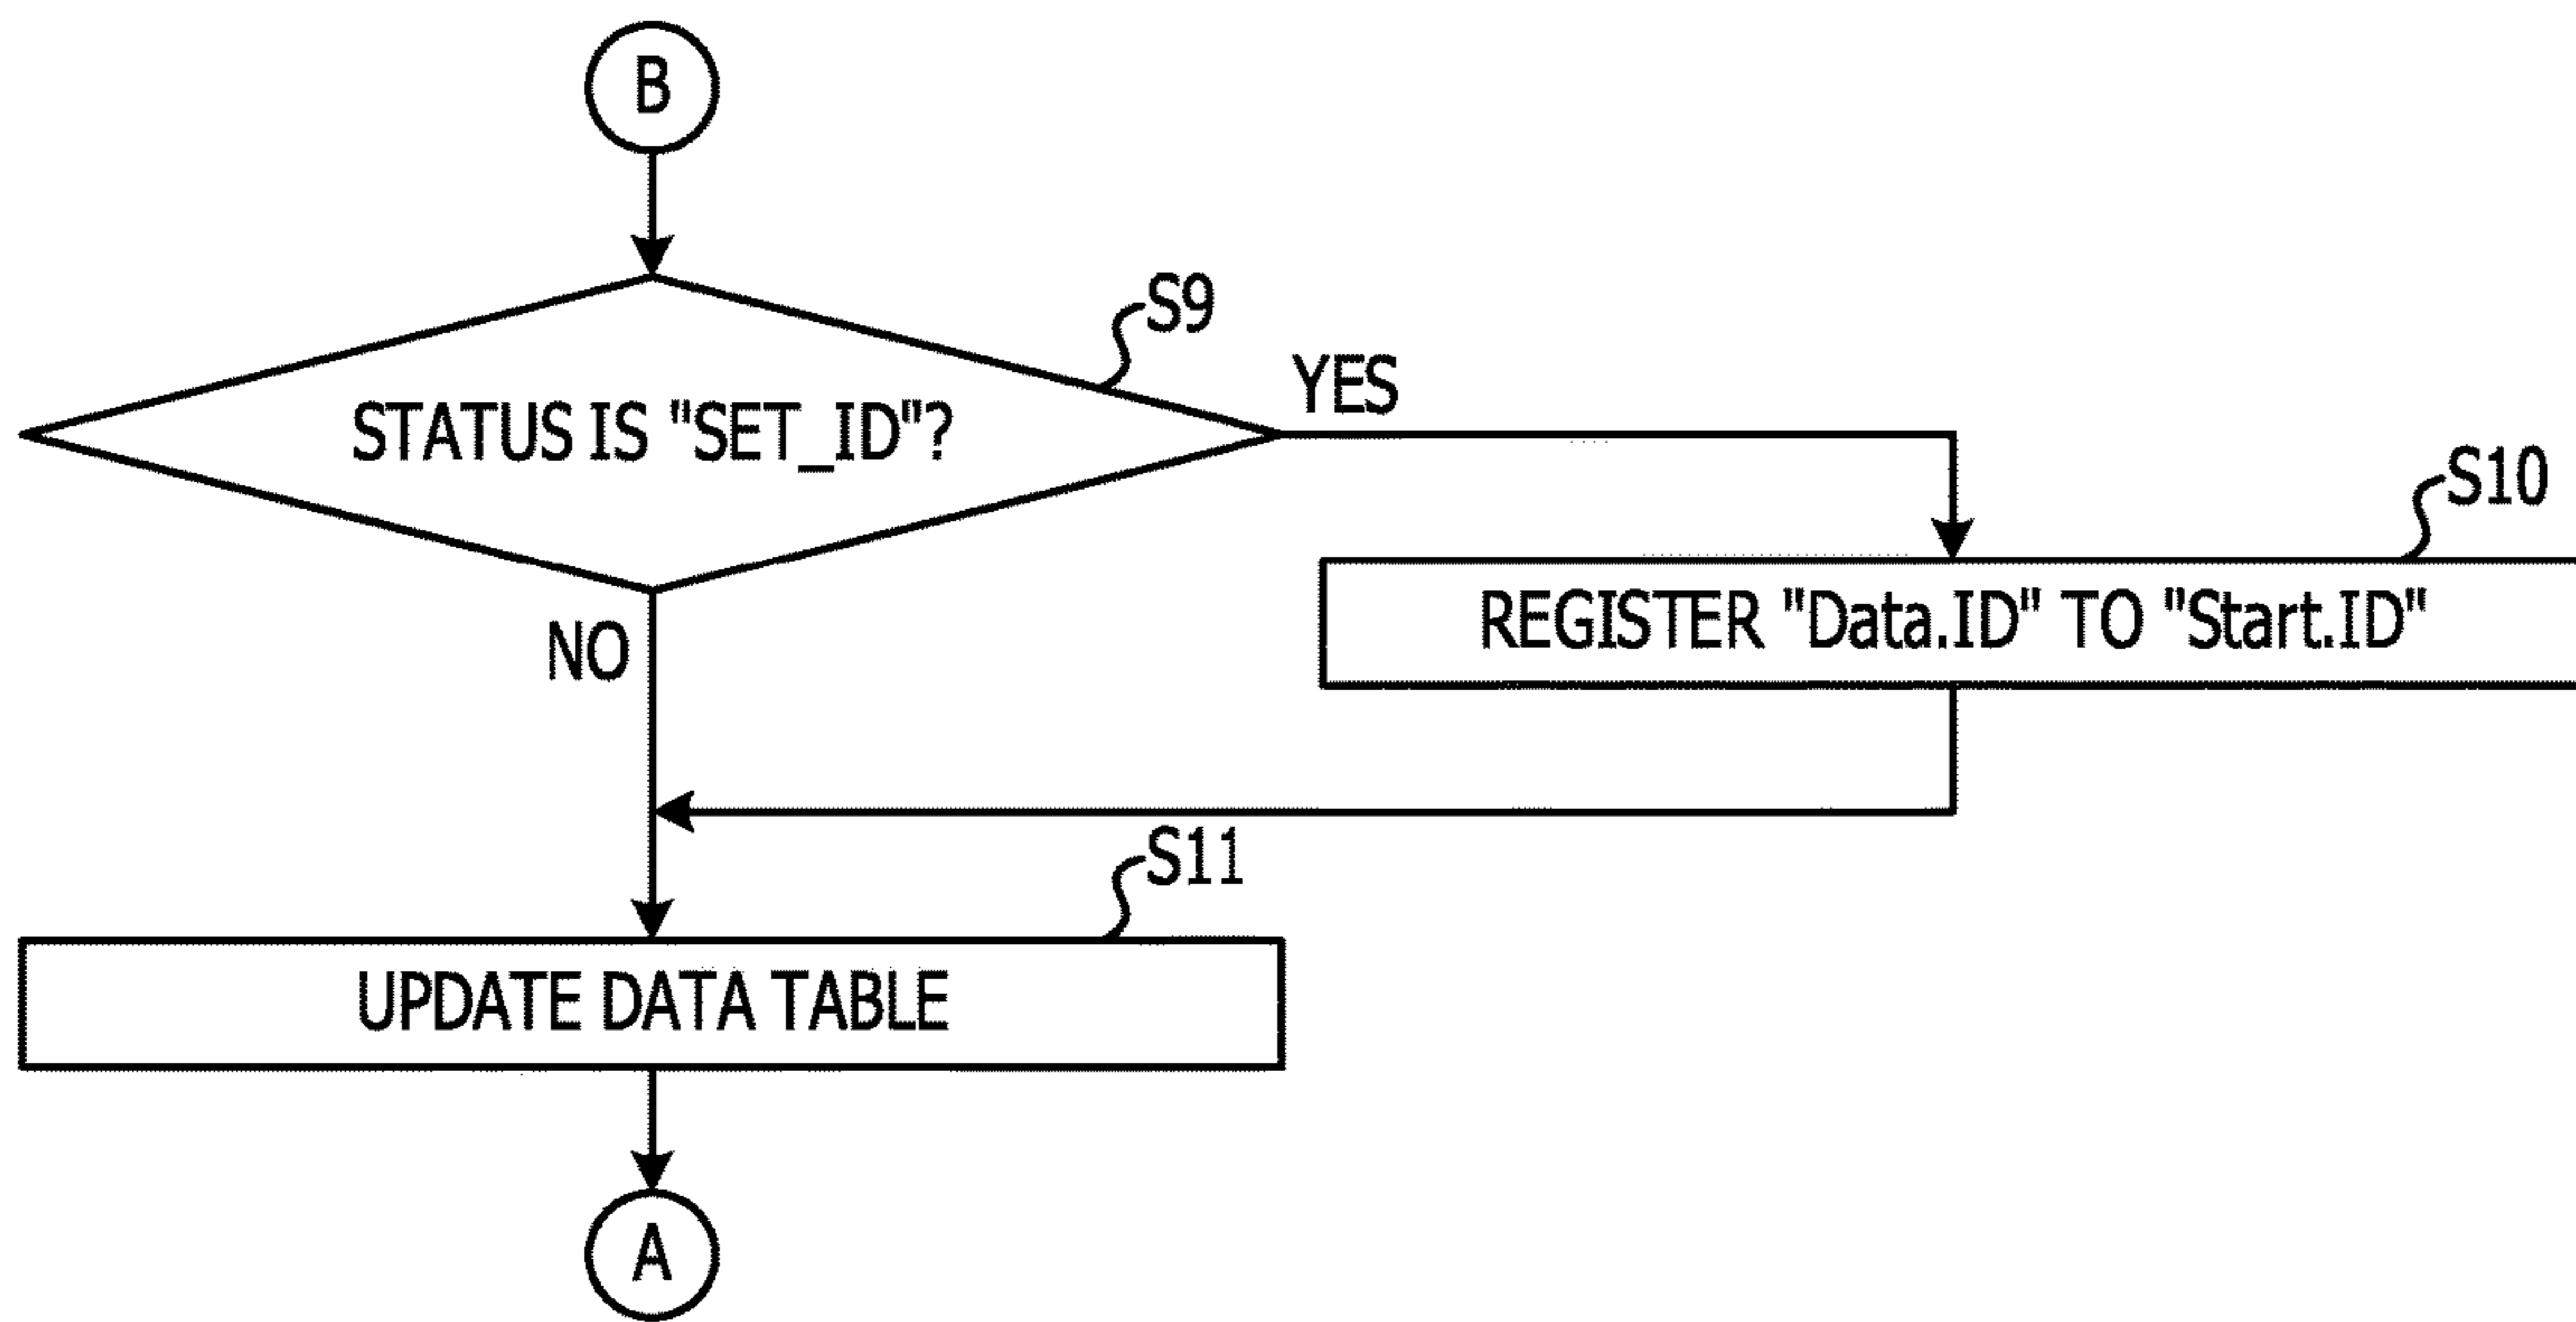 B
S9
STATUS IS "SET_ID"?
YES
S10
REGISTER "Data.ID" TO "Start.ID"
NO
S11
UPDATE DATA TABLE
A